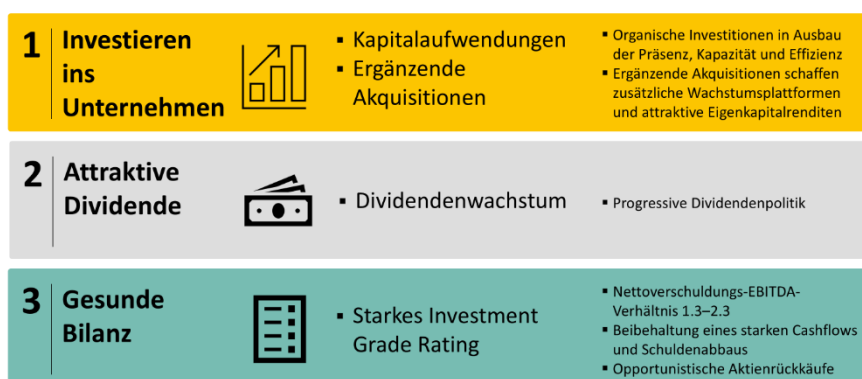 1
Investieren
ins
Unternehmen
▪ Kapitalaufwendungen
▪ Ergänzende
Akquisitionen
▪ Organische Investitionen in Ausbau
der Präsenz, Kapazität und Effizienz
▪ Ergänzende Akquisitionen schaffen
zusätzliche Wachstumsplattformen
und attraktive Eigenkapitalrenditen
2
Attraktive
Dividende
▪ Dividendenwachstum
▪ Progressive Dividendenpolitik
3
Gesunde
Bilanz
▪ Starkes Investment
Grade Rating
▪ Nettoverschuldungs-EBITDA-
Verhältnis 1.3–2.3
▪ Beibehaltung eines starken Cashflows
und Schuldenabbaus
▪ Opportunistische Aktienrückkäufe